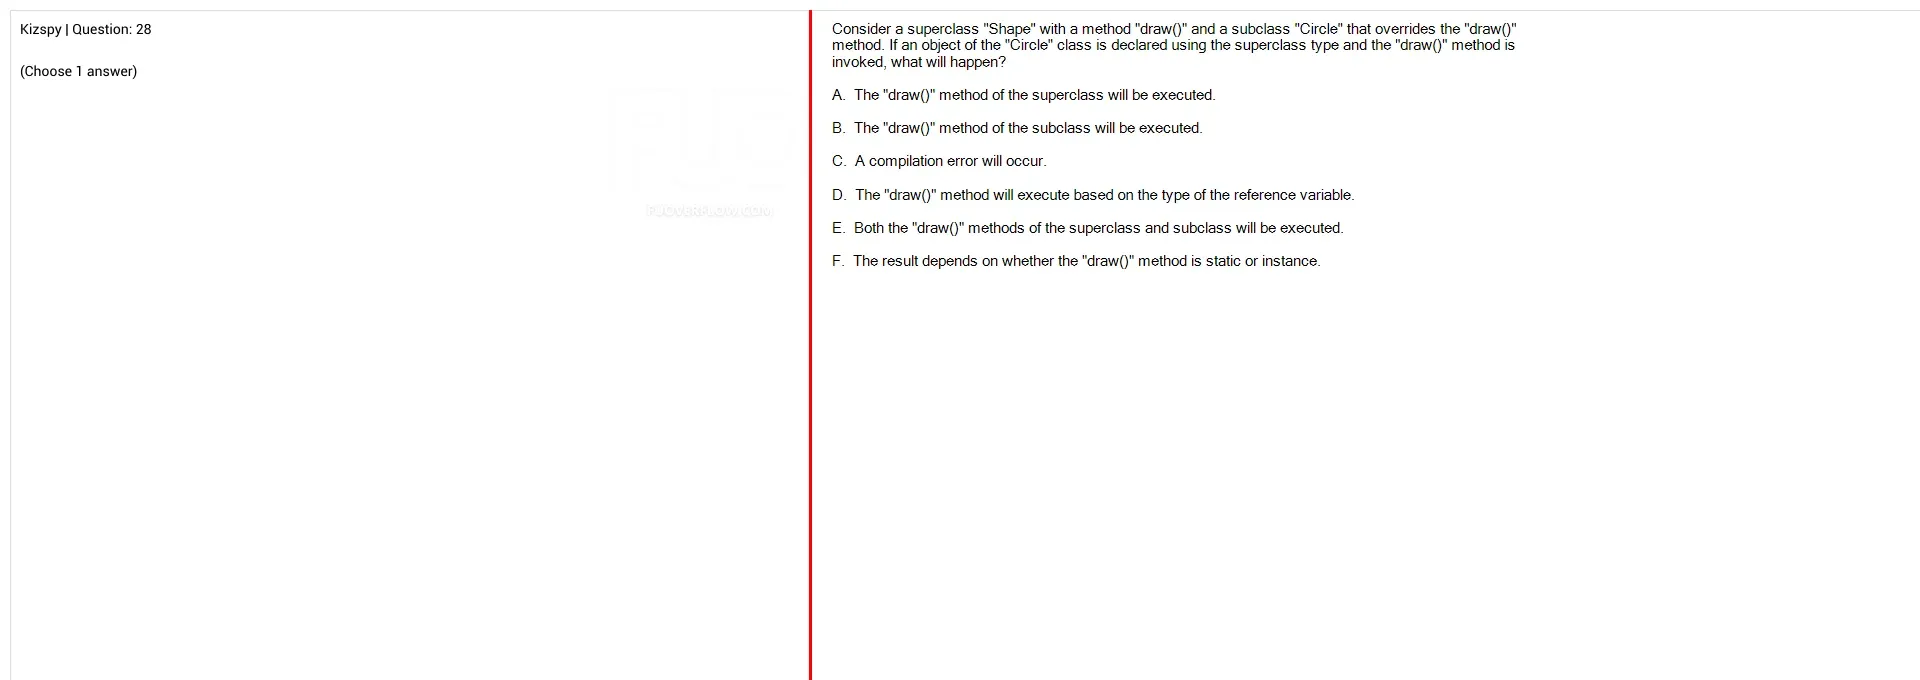 Kizspy | Question: 28
(Choose 1 answer)
FUOVERFLOW.COM
Consider a superclass "Shape" with a method "draw()" and a subclass "Circle" that overrides the "draw()"
method. If an object of the "Circle" class is declared using the superclass type and the "draw()" method is
invoked, what will happen?
A. The "draw()" method of the superclass will be executed.
B. The "draw()" method of the subclass will be executed.
C. A compilation error will occur.
D. The "draw()" method will execute based on the type of the reference variable.
E. Both the "draw()" methods of the superclass and subclass will be executed.
F. The result depends on whether the "draw()" method is static or instance.